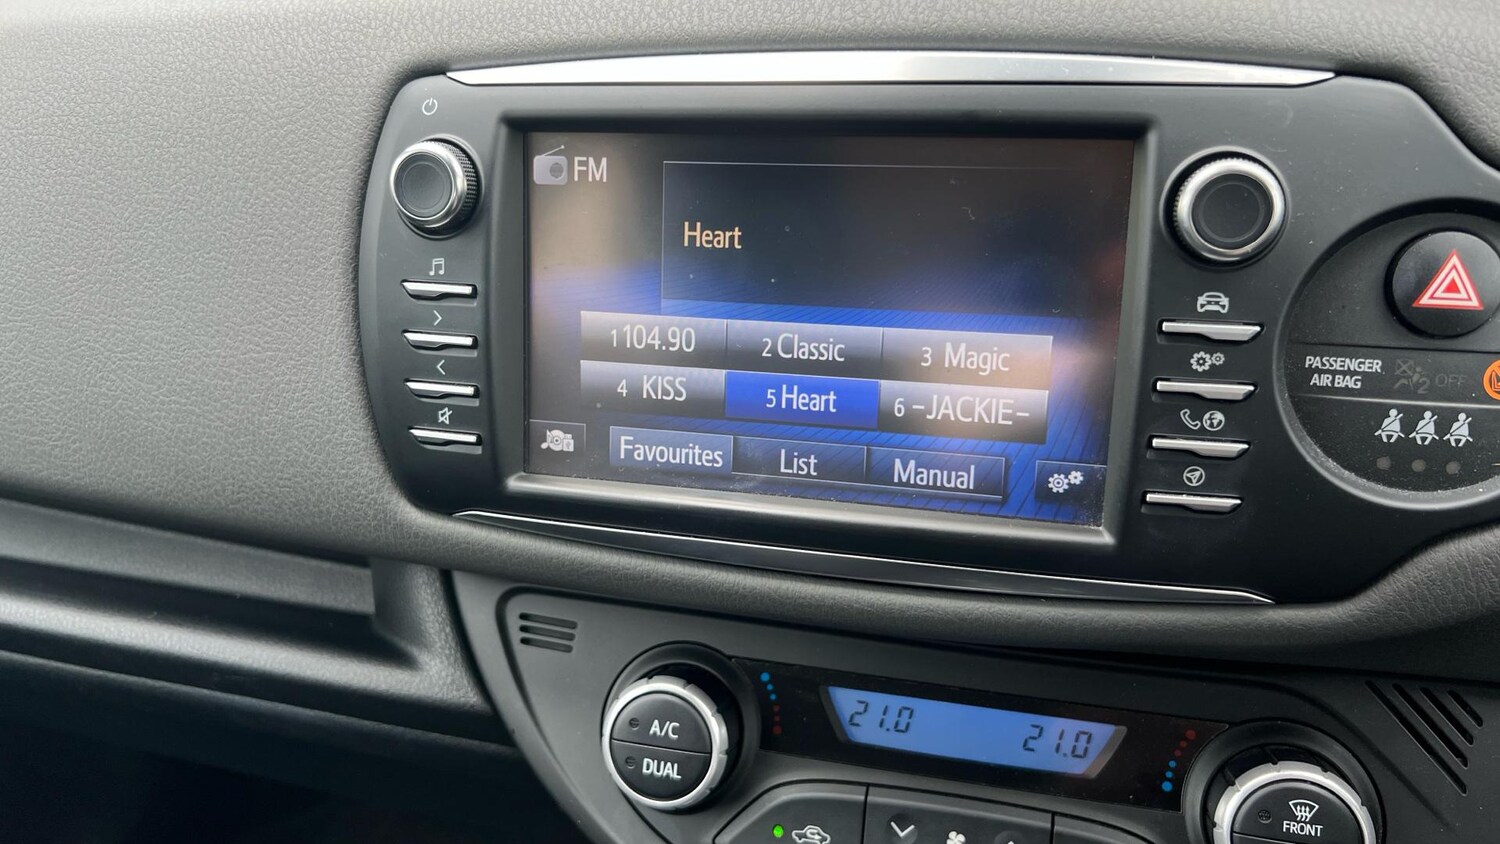 FM
Heart
1 104.90
2 Classic
3 Magic
4 KISS
5 Heart
6 -JACKIE-
Favourites
List
Manual
PASSENGER
AIR BAG
2
OFF
A/C
DUAL
21.0
21.0
FRONT